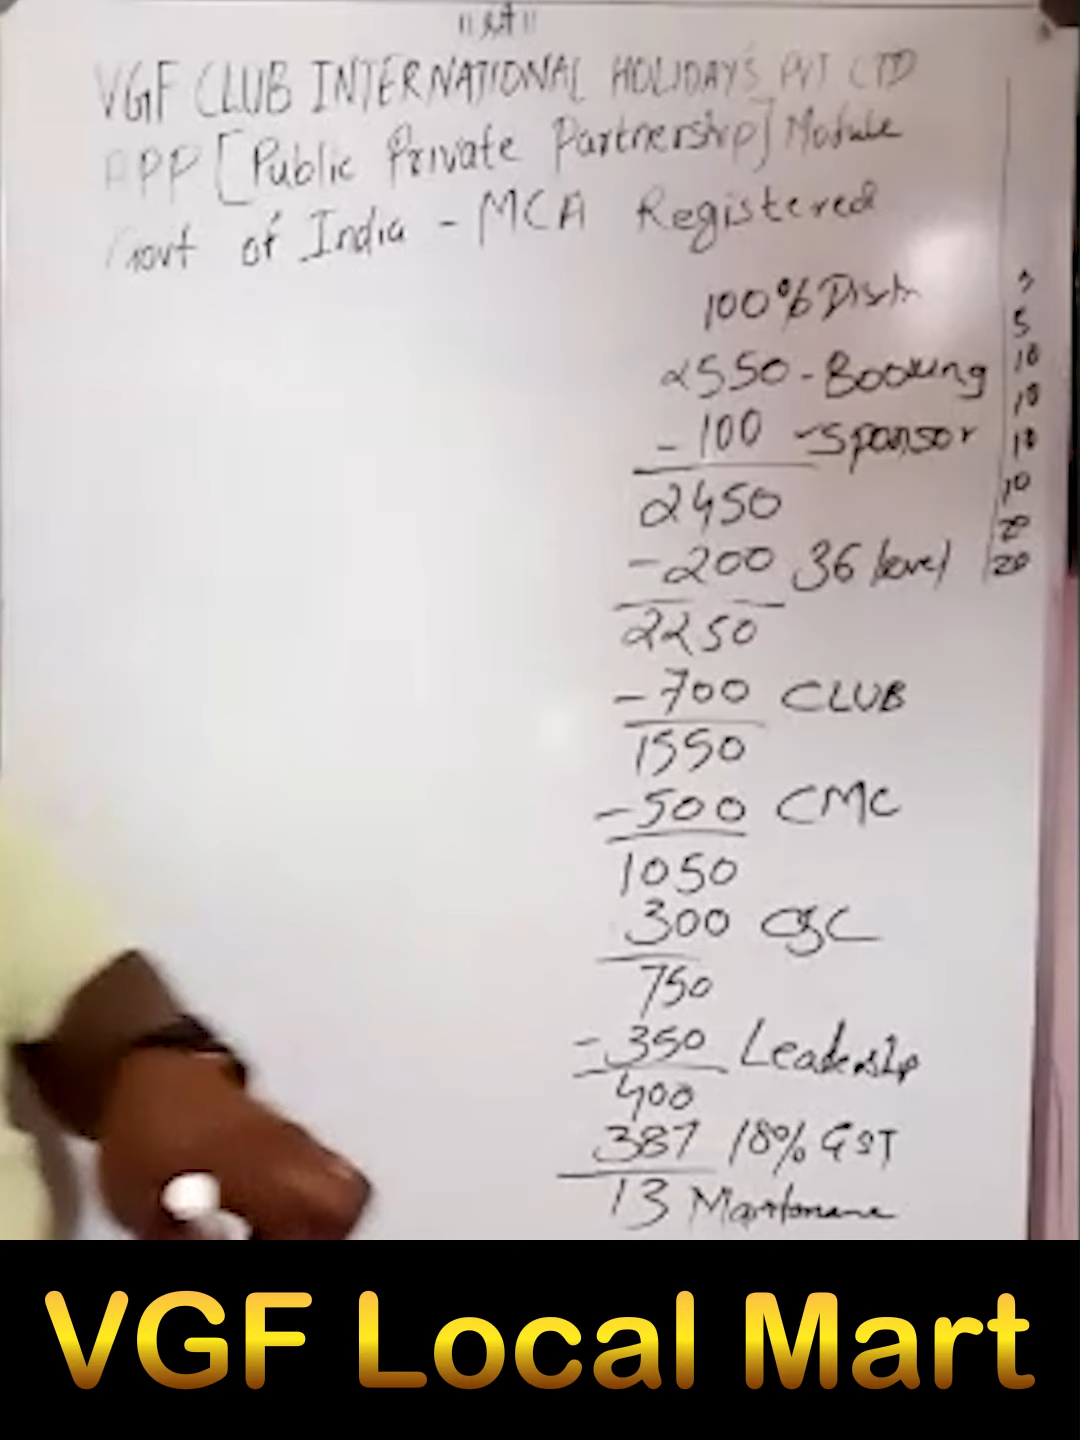 ॥ श्री ॥
VGF CLUB INTERNATIONAL HOLIDAYS PVT LTD
PPP [Public Private Partnership] Module
Govt of India - MCA Registered
100% Distr
2550 - Booking
- 100 - Sponsor
2450
- 200 36 level
2250
- 700 CLUB
1550
- 500 CMC
1050
300 CGC
750
- 350 Leadership
400
387 18% GST
13
5
10
10
10
10
20
20
VGF Local Mart